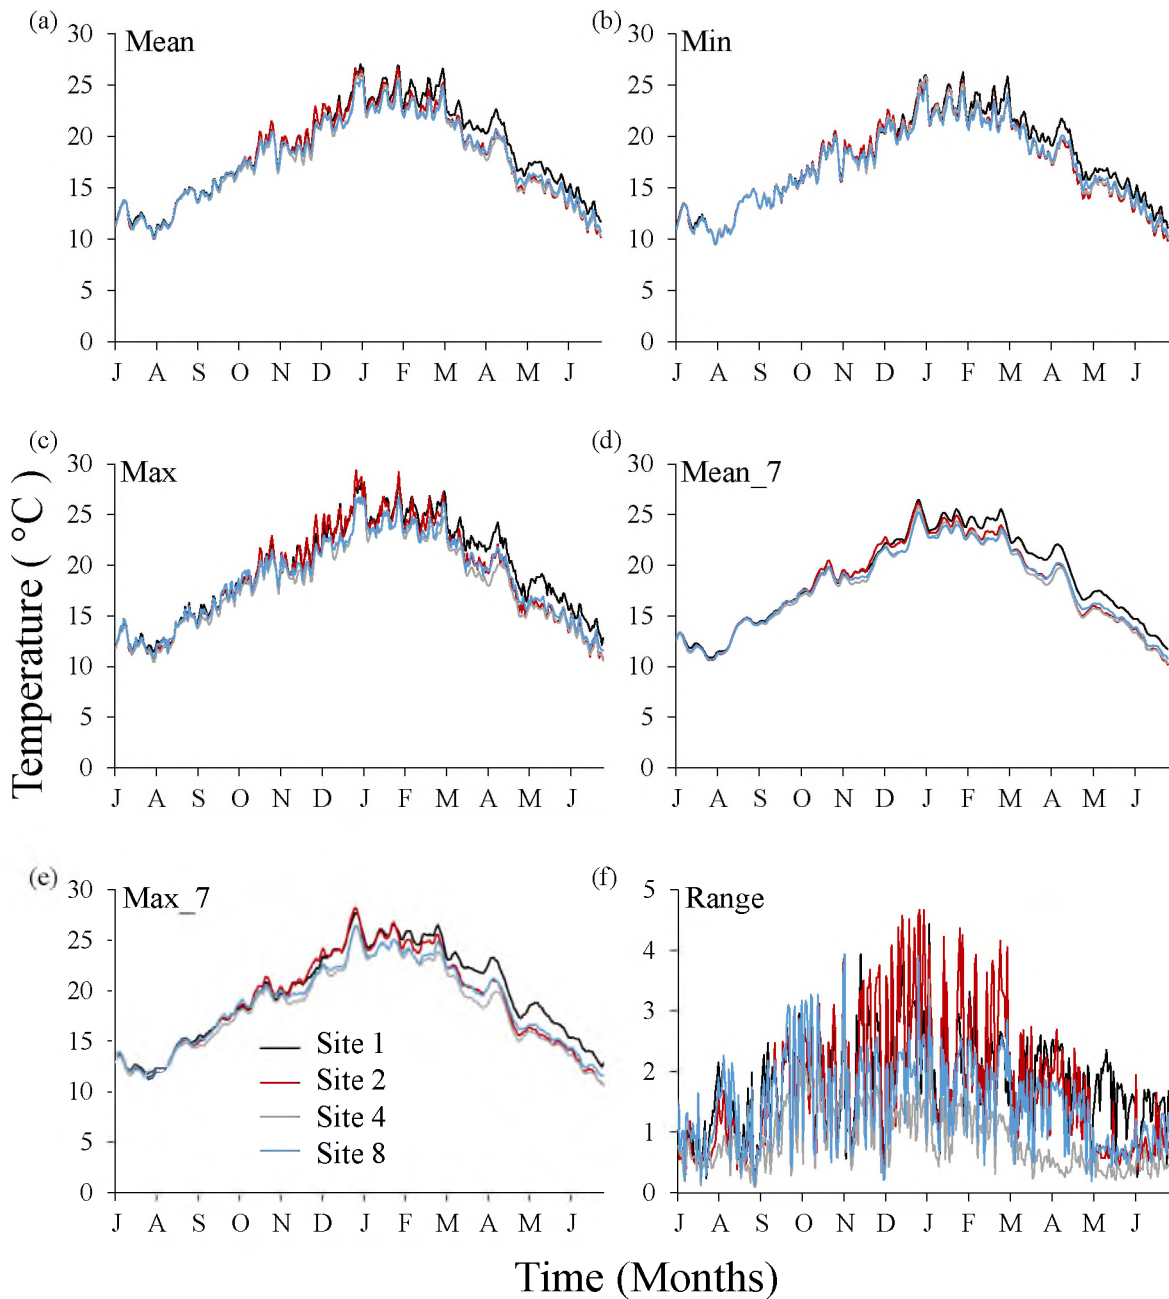 (a)
Mean
30
25
20
15
10
5
0
J A S O N D J F M A M J
(b)
Min
30
25
20
15
10
5
0
J A S O N D J F M A M J
(c)
Max
30
25
20
15
10
5
0
J A S O N D J F M A M J
(d)
Mean_7
30
25
20
15
10
5
0
J A S O N D J F M A M J
Temperature ( °C )
(e)
Max_7
30
25
20
15
10
5
0
Site 1
Site 2
Site 4
Site 8
J A S O N D J F M A M J
(f)
Range
5
4
3
2
1
0
J A S O N D J F M A M J
Time (Months)